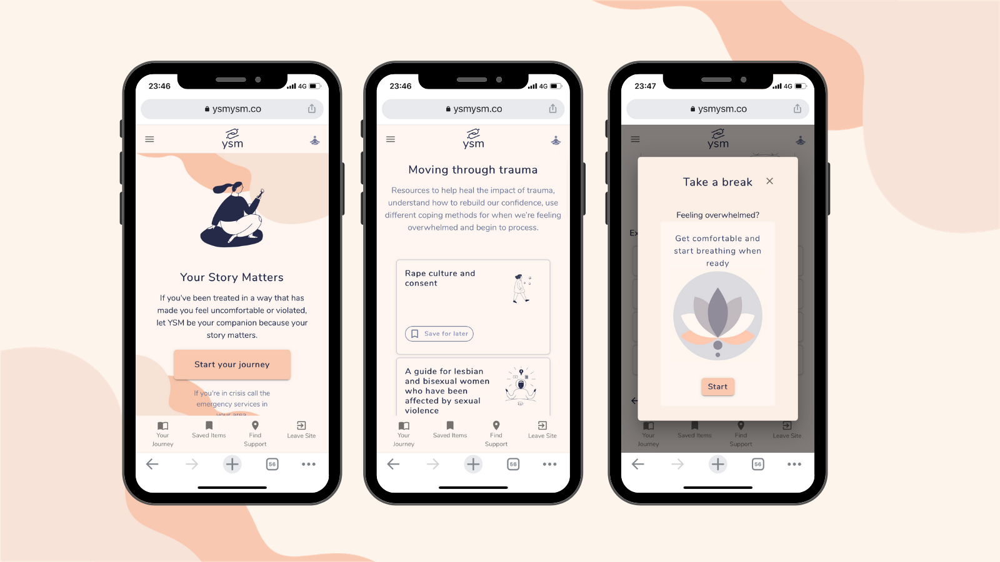 23:46
4G
ysmysm.co
ysm
Your Story Matters
If you've been treated in a way that has
made you feel uncomfortable or violated,
let YSM be your companion because your
story matters.
Start your journey
If you're in crisis call the
emergency services in
your area
Your
Journey
Saved Items
Find
Support
Leave Site
56
23:46
4G
ysmysm.co
ysm
Moving through trauma
Resources to help heal the impact of trauma,
understand how to rebuild our confidence, use
different coping methods for when we're feeling
overwhelmed and begin to process.
Rape culture and
consent
Save for later
A guide for lesbian
and bisexual women
who have been
affected by sexual
violence
Your
Journey
Saved Items
Find
Support
Leave Site
56
23:47
4G
ysmysm.co
ysm
Take a break
Feeling overwhelmed?
Ex
Get comfortable and
start breathing when
ready
Start
Your
Journey
Saved Items
Find
Support
Leave Site
56